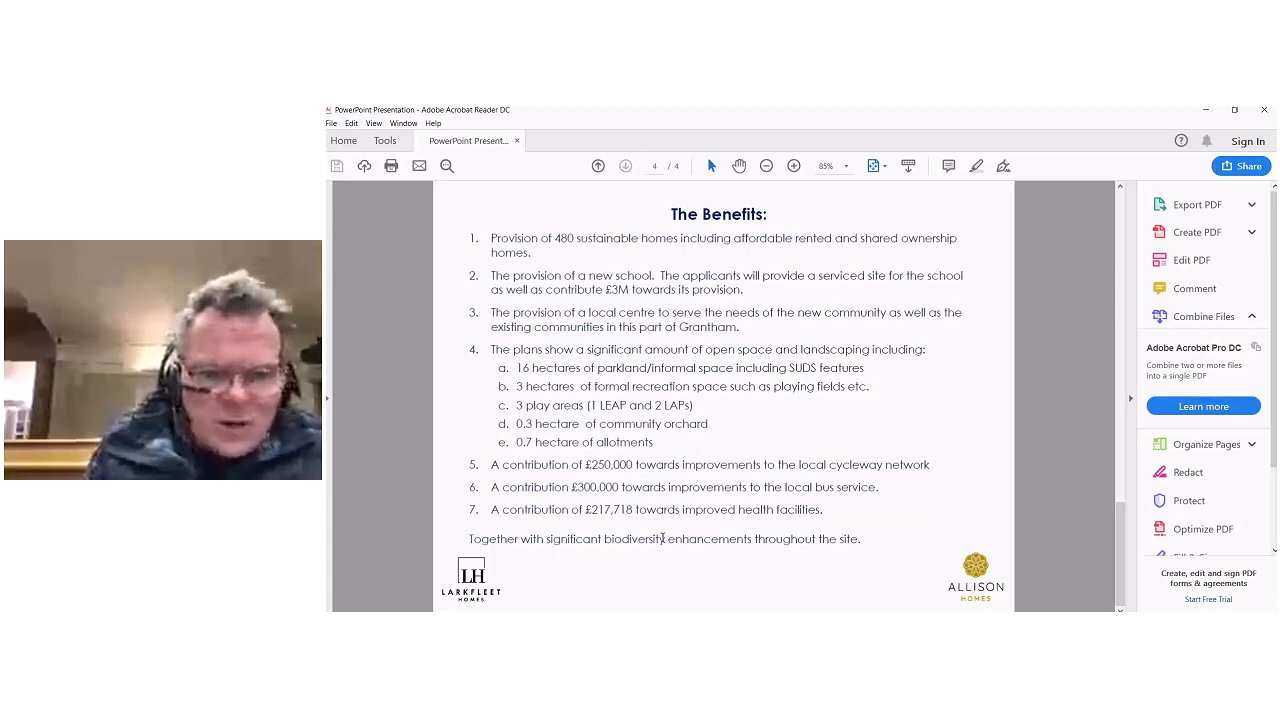 PowerPoint Presentation - Adobe Acrobat Reader DC
File Edit View Window Help
Home Tools PowerPoint Present... ×
Sign In
4 / 4 85% Share
The Benefits:
1. Provision of 480 sustainable homes including affordable rented and shared ownership
homes.
2. The provision of a new school. The applicants will provide a serviced site for the school
as well as contribute £3M towards its provision.
3. The provision of a local centre to serve the needs of the new community as well as the
existing communities in this part of Grantham.
4. The plans show a significant amount of open space and landscaping including:
a. 16 hectares of parkland/informal space including SUDS features
b. 3 hectares of formal recreation space such as playing fields etc.
c. 3 play areas (1 LEAP and 2 LAPs)
d. 0.3 hectare of community orchard
e. 0.7 hectare of allotments
5. A contribution of £250,000 towards improvements to the local cycleway network
6. A contribution £300,000 towards improvements to the local bus service.
7. A contribution of £217,718 towards improved health facilities.
Together with significant biodiversity enhancements throughout the site.
LH
LARKFLEET
HOMES
ALLISON
HOMES
Export PDF
Create PDF
Edit PDF
Comment
Combine Files
Adobe Acrobat Pro DC
Combine two or more files
into a single PDF
Learn more
Organize Pages
Redact
Protect
Optimize PDF
Create, edit and sign PDF
forms & agreements
Start Free Trial